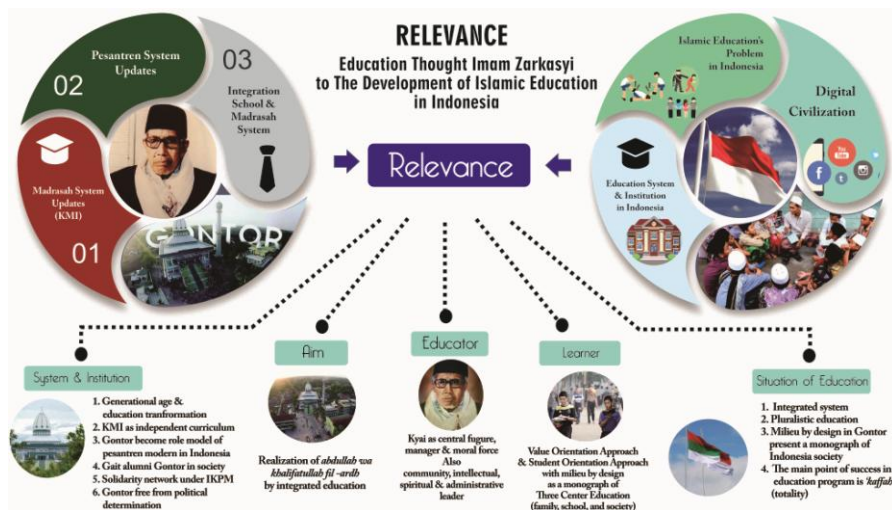 RELEVANCE
Education Thought Imam Zarkasyi
to The Development of Islamic Education
in Indonesia
02
Pesantren System
Updates
03
Integration
School &
Madrasah
System
Madrasah System
Updates
(KMI)
01
GONTOR
Relevance
Islamic Education's
Problem
in Indonesia
Digital
Civilization
You
Tube
f
t
Education System
& Institution
in Indonesia
System & Institution
1. Generational age &
education tranformation
2. KMI as independent curriculum
3. Gontor become role model of
pesantren modern in Indonesia
4. Gait alumni Gontor in society
5. Solidarity network under IKPM
6. Gontor free from political
determination
Aim
Realization of abdullah wa
khalifatullah fil -ardh
by integrated education
Educator
Kyai as central fugure,
manager & moral force
Also
community, intellectual,
spiritual & administrative
leader
Learner
Value Orientation Approach
& Student Orientation Approach
with milieu by design
as a monograph of
Three Center Education
(family, school, and society)
Situation of Education
1. Integrated system
2. Pluralistic education
3. Milieu by design in Gontor
present a monograph of
Indonesia society
4. The main point of success in
education program is 'kaffah
(totality)